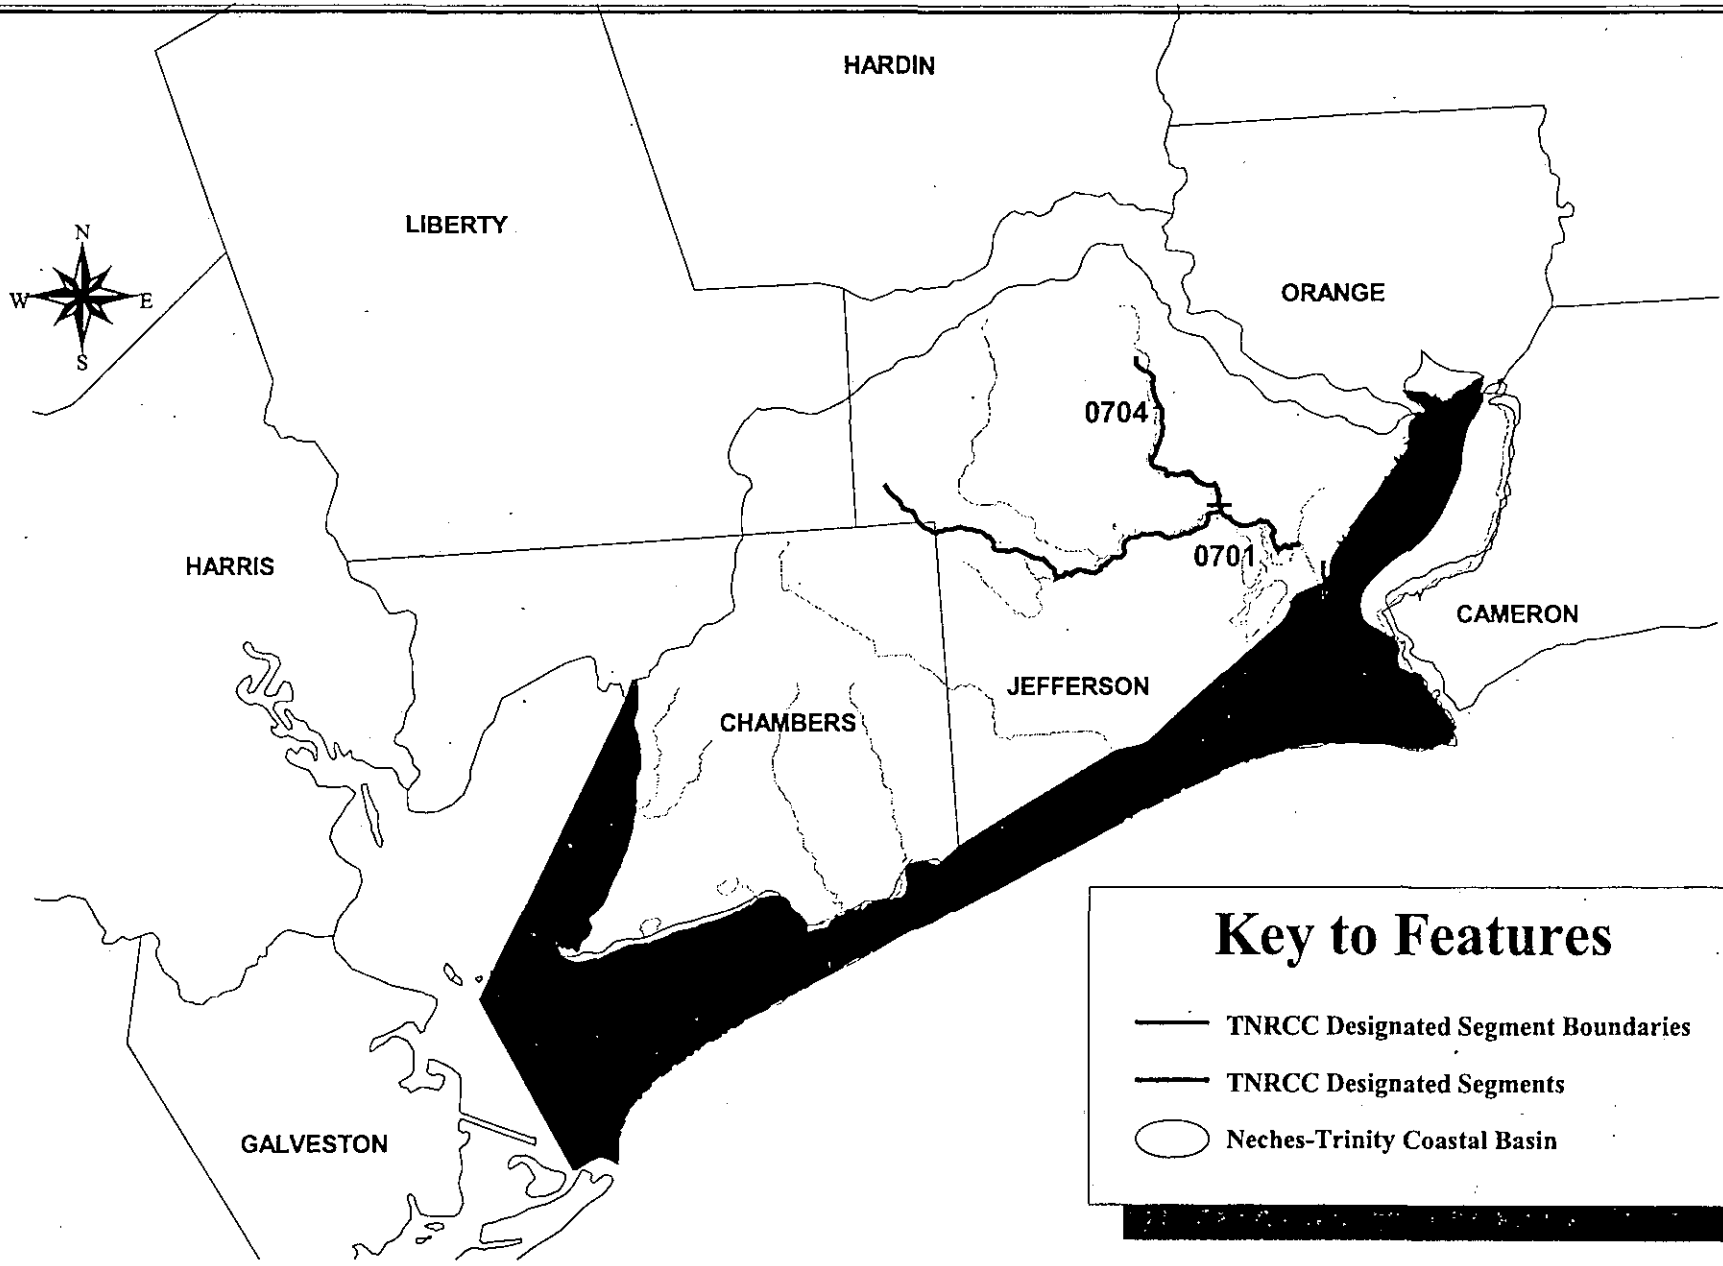 HARDIN
LIBERTY
N
W E
S
ORANGE
0704
HARRIS
0701
CAMERON
JEFFERSON
CHAMBERS
GALVESTON
Key to Features
TNRCC Designated Segment Boundaries
TNRCC Designated Segments
Neches-Trinity Coastal Basin